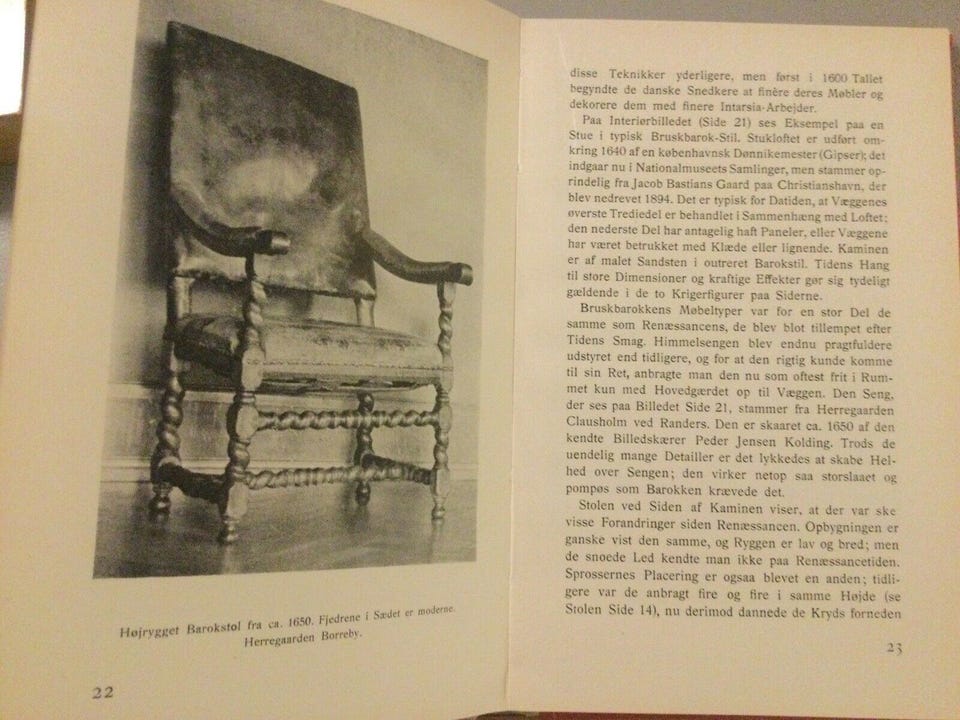 Højrygget Barokstol fra ca. 1650. Fjedrene i Sædet er moderne.
Herregaarden Borreby.
22
disse Teknikker yderligere, men først i 1600 Tallet
begyndte de danske Snedkere at finère deres Møbler og
dekorere dem med finere Intarsia-Arbejder.
Paa Interiørbilledet (Side 21) ses Eksempel paa en
Stue i typisk Bruskbarok-Stil. Stukloftet er udført om-
kring 1640 af en københavnsk Dønnikemester (Gipser); det
indgaar nu i Nationalmuseets Samlinger, men stammer op-
rindelig fra Jacob Bastians Gaard paa Christianshavn, der
blev nedrevet 1894. Det er typisk for Datiden, at Væggenes
øverste Trediedel er behandlet i Sammenhæng med Loftet;
den nederste Del har antagelig haft Paneler, eller Væggene
har været betrukket med Klæde eller lignende. Kaminen
er af malet Sandsten i outreret Barokstil. Tidens Hang
til store Dimensioner og kraftige Effekter gør sig tydeligt
gældende i de to Krigerfigurer paa Siderne.
Bruskbarokkens Møbeltyper var for en stor Del de
samme som Renæssancens, de blev blot tillempet efter
Tidens Smag. Himmelsengen blev endnu pragtfuldere
udstyret end tidligere, og for at den rigtig kunde komme
til sin Ret, anbragte man den nu som oftest frit i Rum-
met kun med Hovedgærdet op til Væggen. Den Seng,
der ses paa Billedet Side 21, stammer fra Herregaarden
Clausholm ved Randers. Den er skaaret ca. 1650 af den
kendte Billedskærer Peder Jensen Kolding. Trods de
uendelig mange Detailler er det lykkedes at skabe Hel-
hed over Sengen; den virker netop saa storslaaet og
pompøs som Barokken krævede det.
Stolen ved Siden af Kaminen viser, at der var ske
visse Forandringer siden Renæssancen. Opbygningen er
ganske vist den samme, og Ryggen er lav og bred; men
de snoede Led kendte man ikke paa Renæssancetiden.
Sprossernes Placering er ogsaa blevet en anden; tidli-
gere var de anbragt fire og fire i samme Højde (se
Stolen Side 14), nu derimod dannede de Kryds forneden
23